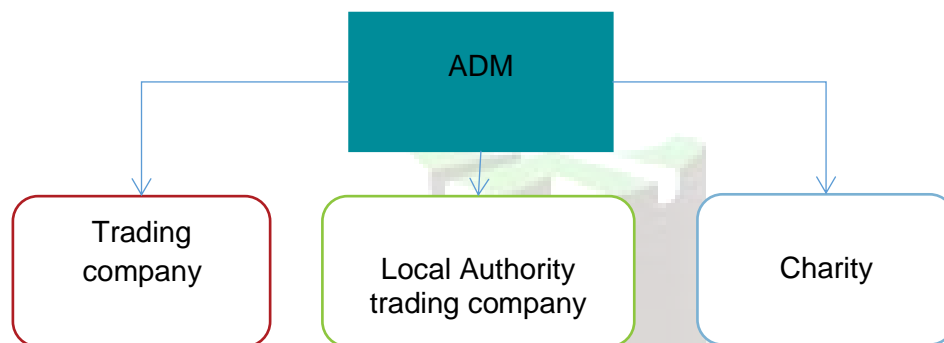 ADM
Trading
company
Local Authority
trading company
Charity